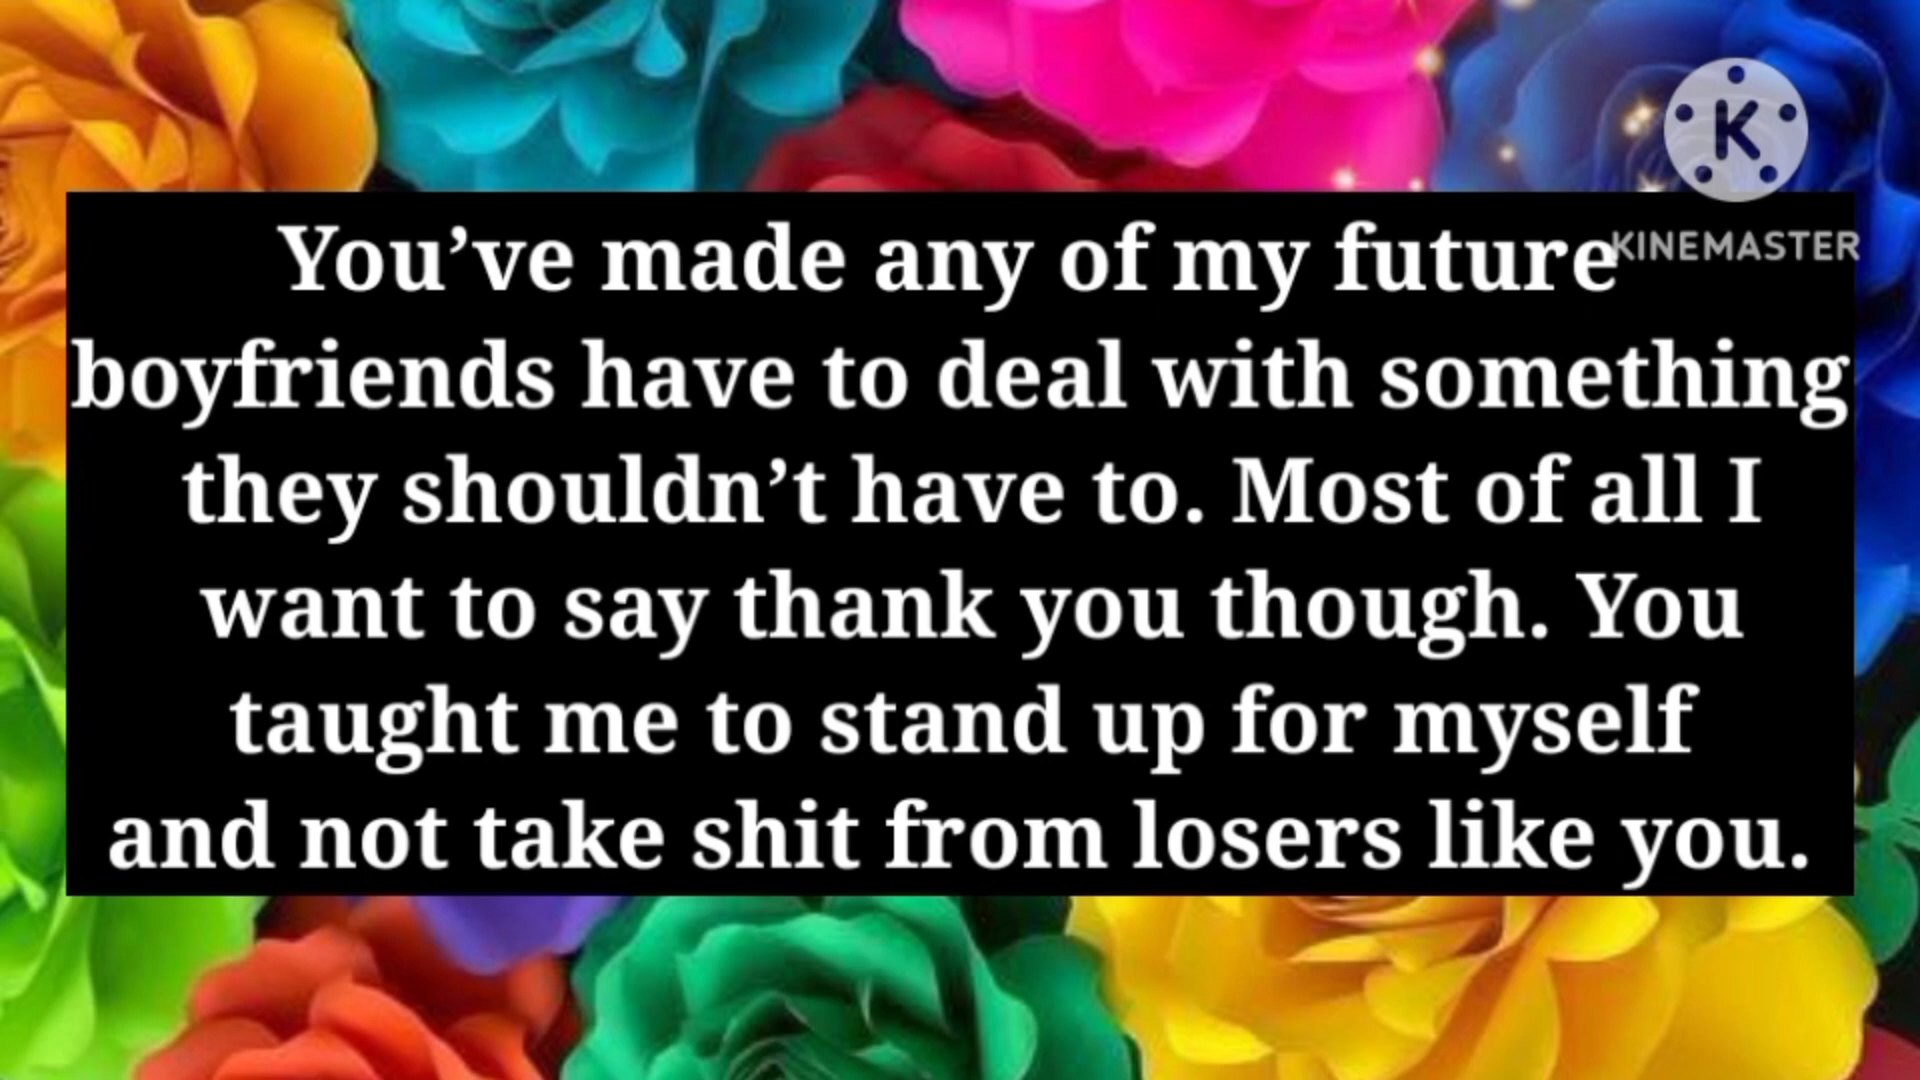 K
KINEMASTER
You’ve made any of my future
boyfriends have to deal with something
they shouldn’t have to. Most of all I
want to say thank you though. You
taught me to stand up for myself
and not take shit from losers like you.